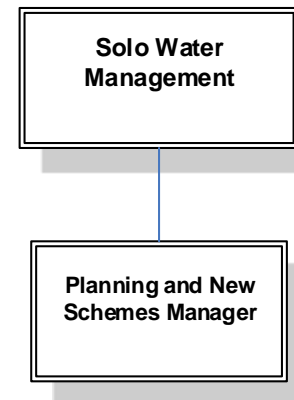 Solo Water
Management
Planning and New
Schemes Manager